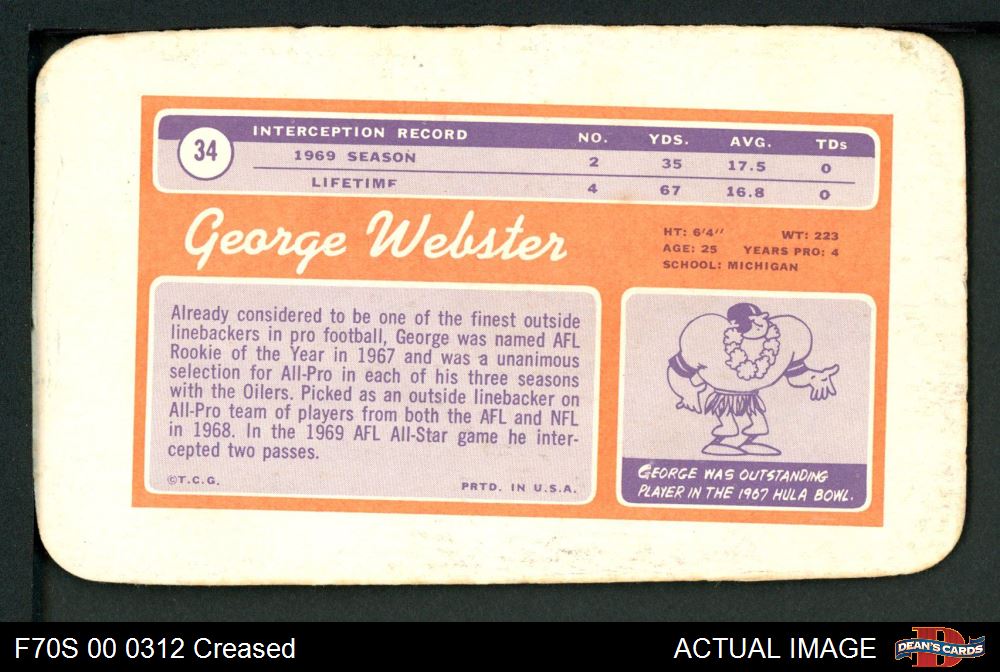 34
INTERCEPTION RECORD NO. YDS. AVG. TDs
1969 SEASON 2 35 17.5 0
LIFETIME 4 67 16.8 0
George Webster
HT: 6'4" WT: 223
AGE: 25 YEARS PRO: 4
SCHOOL: MICHIGAN
Already considered to be one of the finest outside
linebackers in pro football, George was named AFL
Rookie of the Year in 1967 and was a unanimous
selection for All-Pro in each of his three seasons
with the Oilers. Picked as an outside linebacker on
All-Pro team of players from both the AFL and NFL
in 1968. In the 1969 AFL All-Star game he inter-
cepted two passes.
©T.C.G. PRTD. IN U.S.A.
GEORGE WAS OUTSTANDING
PLAYER IN THE 1967 HULA BOWL.
F70S 00 0312 Creased ACTUAL IMAGE
D
DEAN'S CARDS